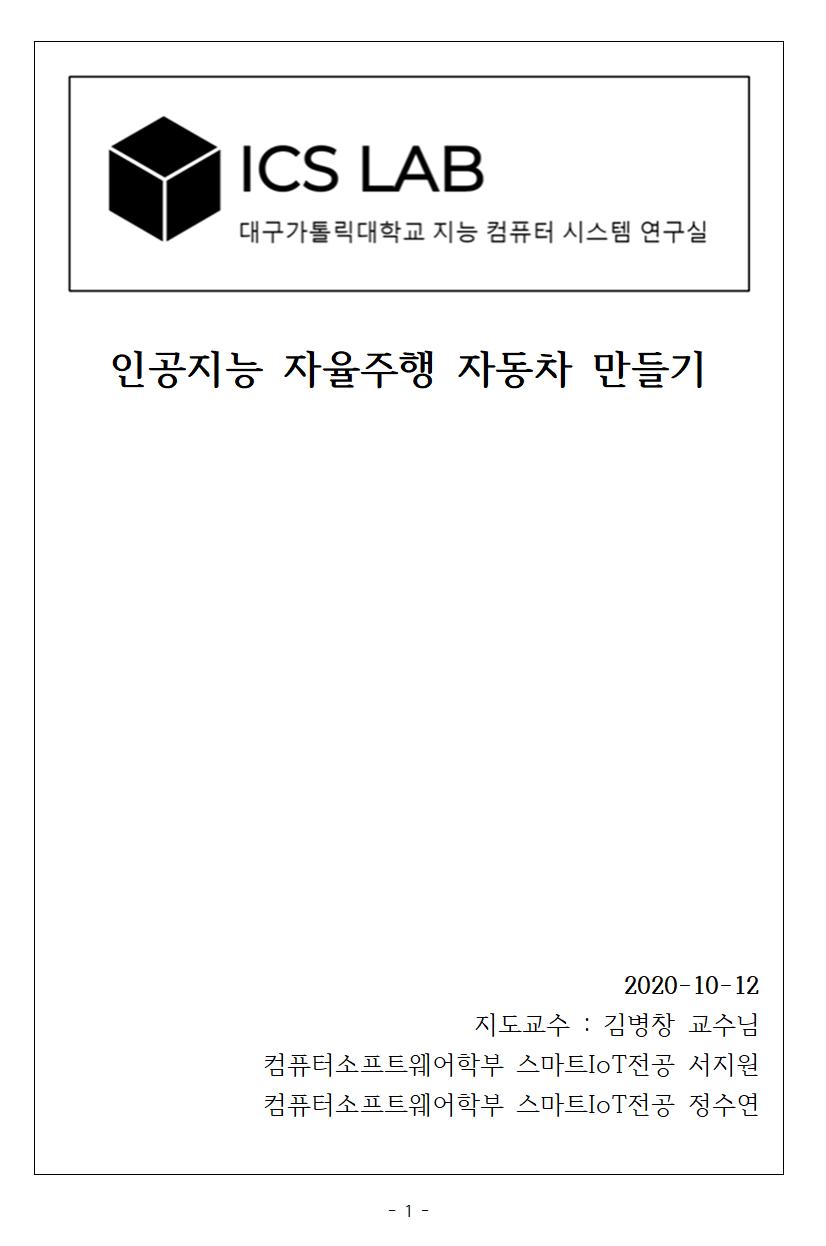 ICS LAB
대구가톨릭대학교 지능 컴퓨터 시스템 연구실
인공지능 자율주행 자동차 만들기
2020-10-12
지도교수 : 김병창 교수님
컴퓨터소프트웨어학부 스마트IoT전공 서지원
컴퓨터소프트웨어학부 스마트IoT전공 정수연
- 1 -